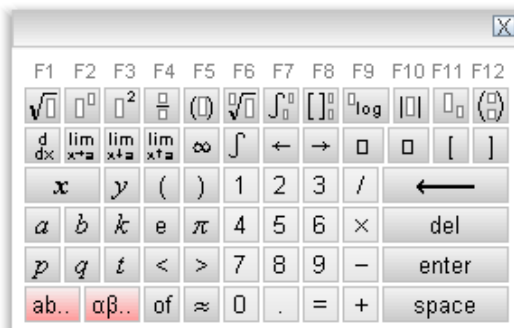 X
F1 F2 F3 F4 F5 F6 F7 F8 F9 F10 F11 F12
√▯ ▯▯ ▯2 ▯/▯ (▯) ▯√▯ ∫▯▯ [ ]▯▯ ▯log |▯| ▯▯ (▯▯)
d/dx lim x→a lim x↓a lim x↑a ∞ ∫ ← → ▯ ▯ [ ]
x y ( ) 1 2 3 / ⟵
a b k e π 4 5 6 × del
p q t < > 7 8 9 − enter
ab.. αβ.. of ≈ 0 . = + space